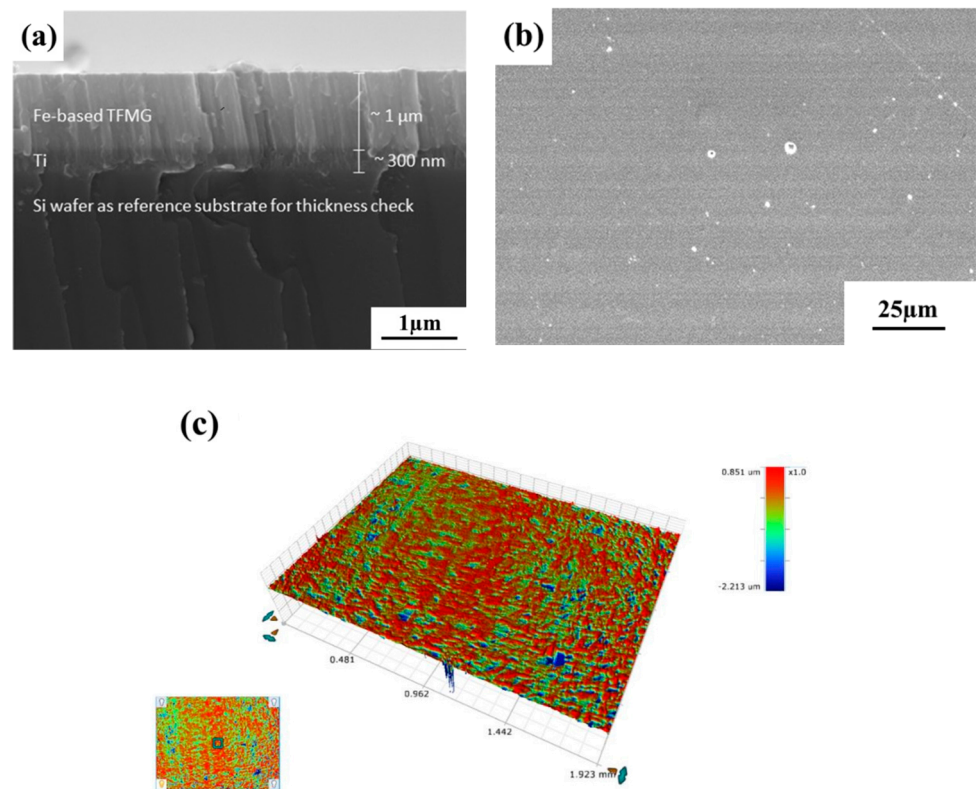 (a)
Fe-based TFMG
~ 1 μm
Ti
~ 300 nm
Si wafer as reference substrate for thickness check
1μm
(b)
25μm
(c)
0.851 um
x1.0
-2.213 um
0.481
0.962
1.442
1.923 mm